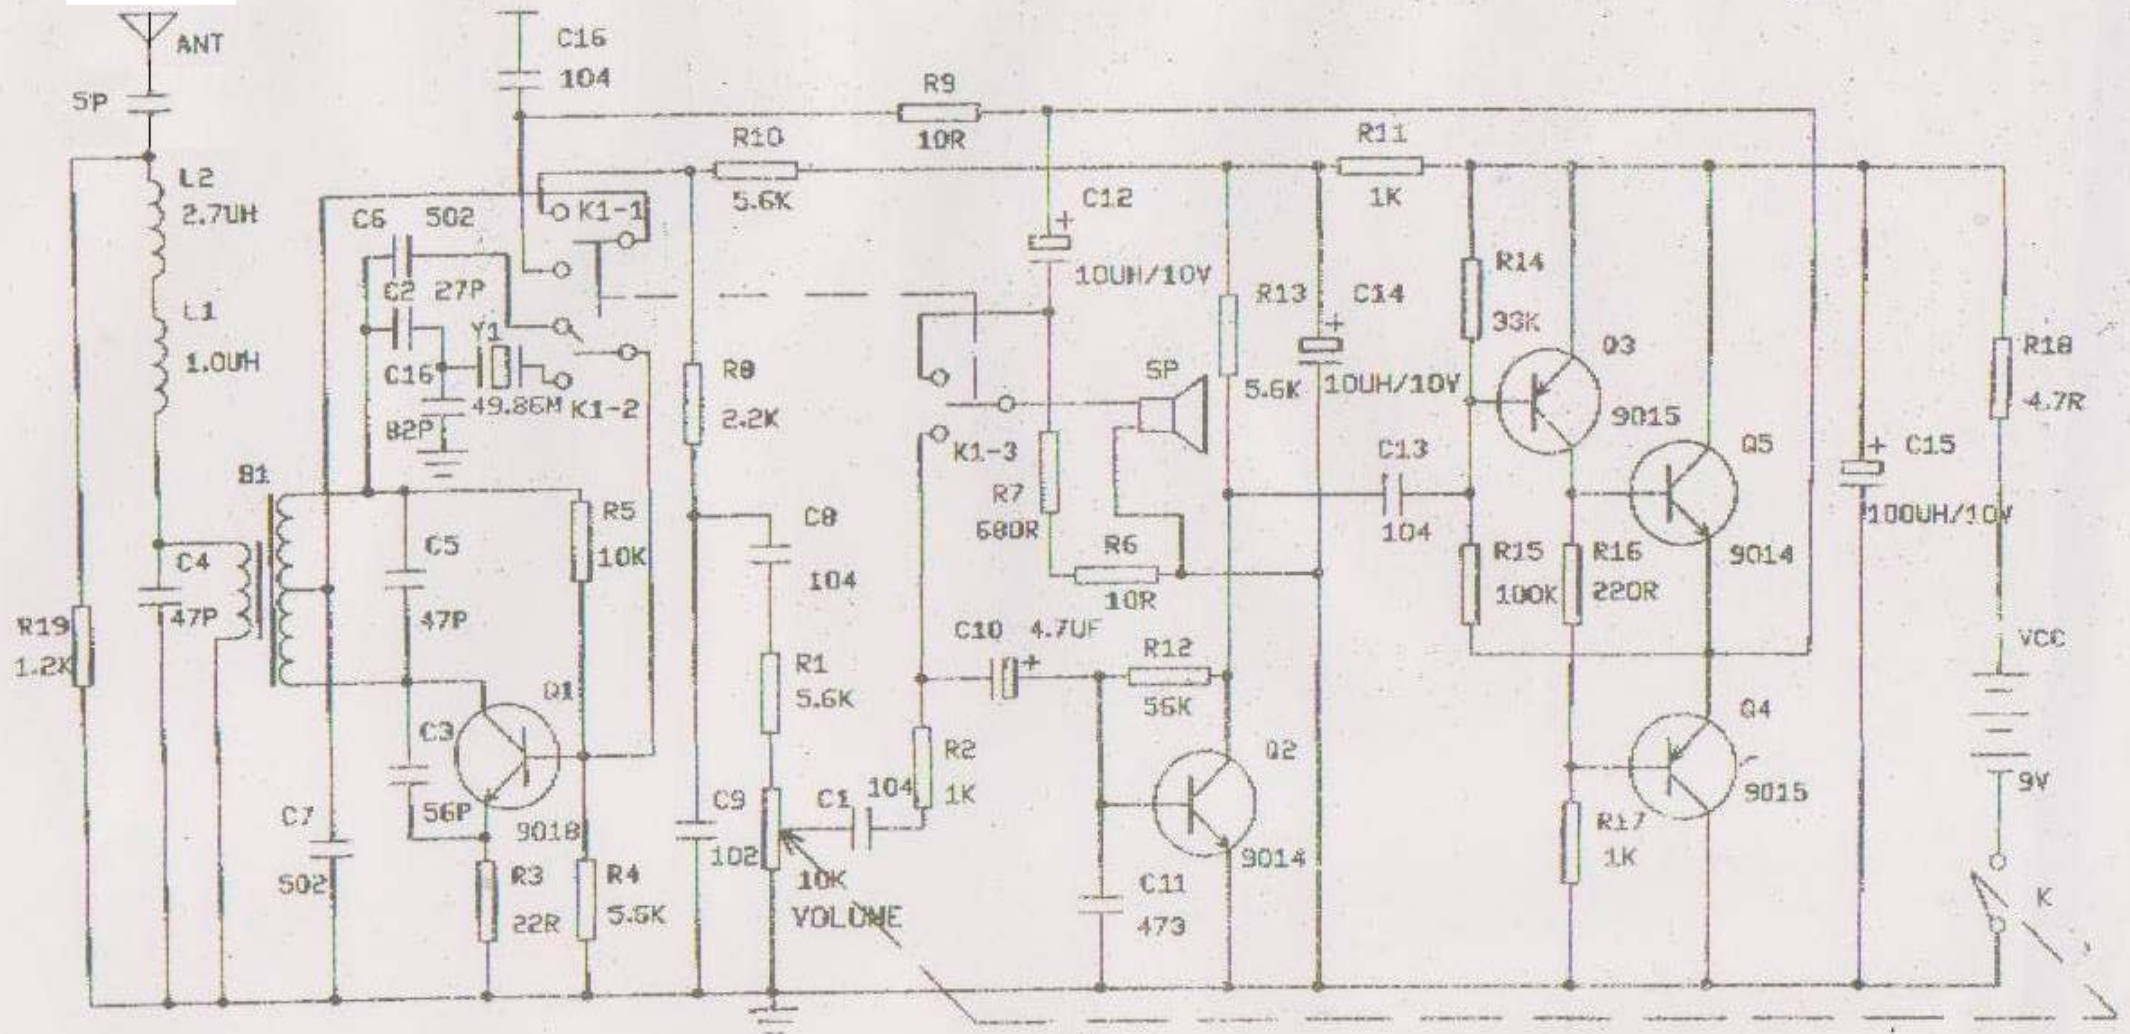 ANT
5P
L2
2.7UH
L1
1.0UH
R19
1.2K
C4
47P
B1
C16
104
C6 502
C2 27P
C16
82P
Y1
49.86M
K1-1
K1-2
C5
47P
R5
10K
C3
56P
Q1
9018
C7
502
R3
22R
R4
5.6K
R10
5.6K
R9
10R
R8
2.2K
C8
104
R1
5.6K
C9
102
10K
VOLUME
C1 104
R2
1K
C12
10UH/10V
K1-3
SP
R7
680R
R6
10R
C10 4.7UF
R12
56K
Q2
9014
C11
473
R11
1K
R13
5.6K
C14
10UH/10V
C13
104
R14
33K
Q3
9015
Q5
9014
R15
100K
R16
220R
Q4
9015
R17
1K
C15
100UH/10V
R18
4.7R
VCC
9V
K